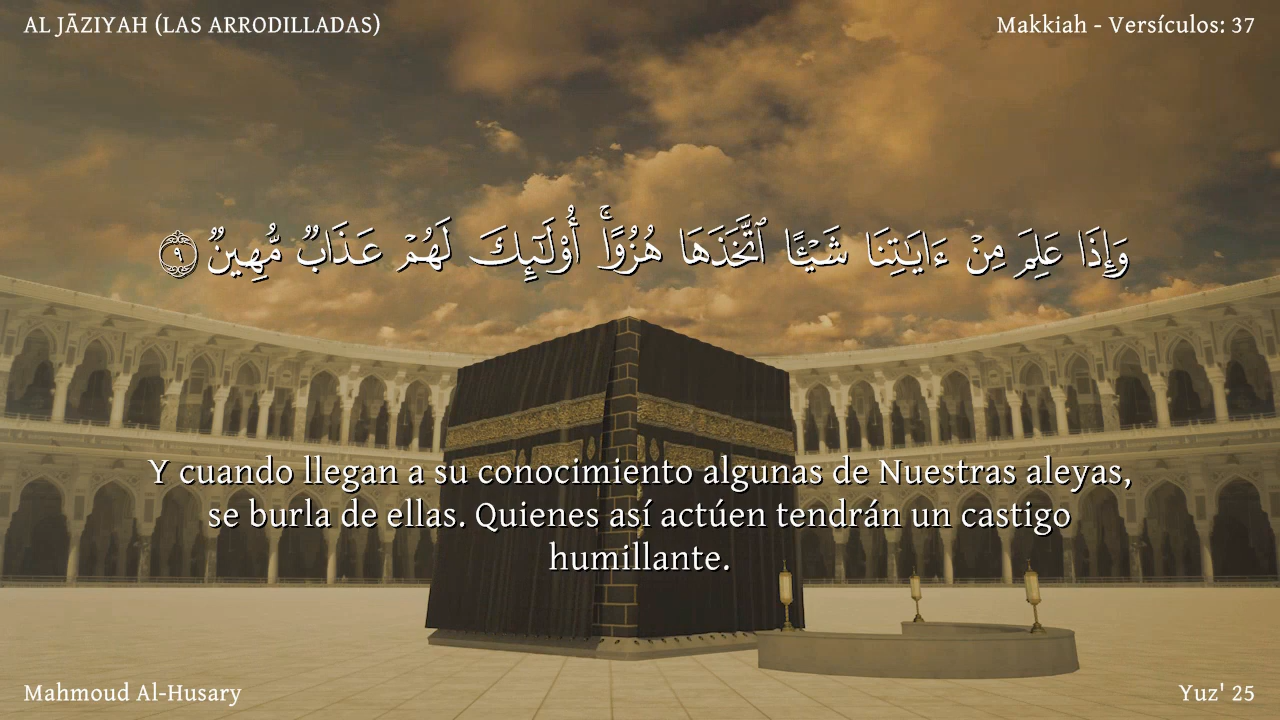 AL JĀZIYAH (LAS ARRODILLADAS)
Makkiah - Versículos: 37
وَإِذَا عَلِمَ مِنْ ءَايَـٰتِنَا شَيْـًٔا ٱتَّخَذَهَا هُزُوًا ۚ أُو۟لَـٰٓئِكَ لَهُمْ عَذَابٌ مُّهِينٌ ٩
Y cuando llegan a su conocimiento algunas de Nuestras aleyas,
se burla de ellas. Quienes así actúen tendrán un castigo
humillante.
Mahmoud Al-Husary
Yuz' 25